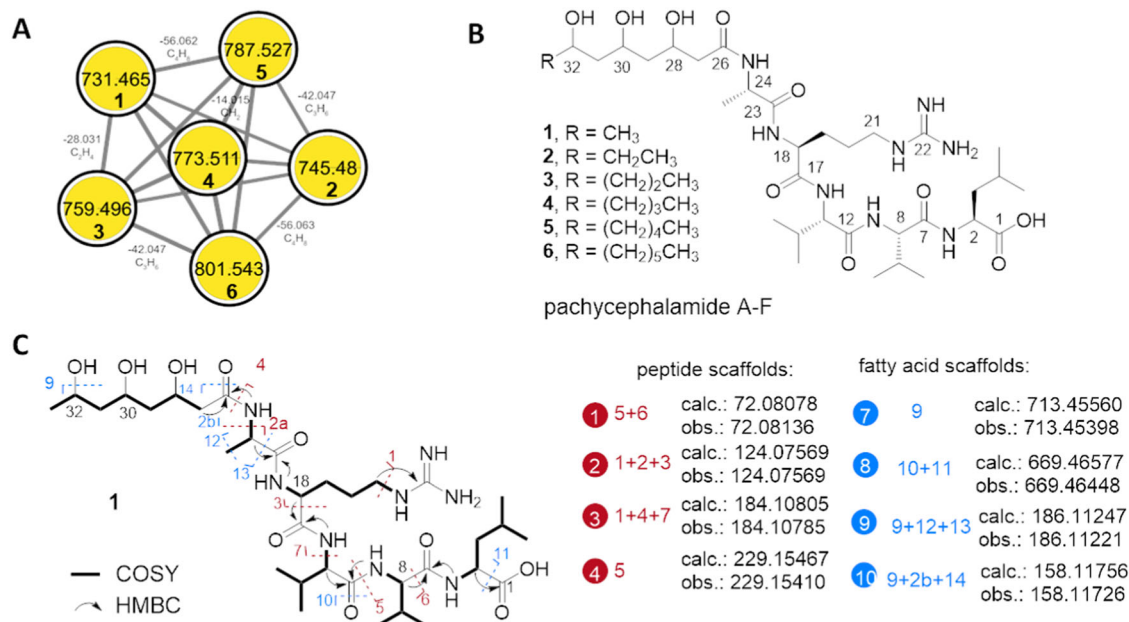 A
-56.062
C₄H₈
787.527
5
731.465
1
-14.015
CH₂
-42.047
C₃H₆
-28.031
C₂H₄
773.511
4
745.48
2
759.496
3
-42.047
C₃H₆
-56.063
C₄H₈
801.543
6
B
OH OH OH O
R 32 30 28 26 N H
24
23 O
HN 21 NH
18 N H 22 NH₂
17
O NH O O
12 H N 8 7 N H 2 1 OH
O O
1, R = CH₃
2, R = CH₂CH₃
3, R = (CH₂)₂CH₃
4, R = (CH₂)₃CH₃
5, R = (CH₂)₄CH₃
6, R = (CH₂)₅CH₃
pachycephalamide A-F
C
OH OH OH O 4
9 14
32 30 2b NH 2a
12 O
13 1 NH
HN 18 N H NH₂
3
O
7 NH O O 11
H N 8 N H OH
10 O 5 6 O
1
COSY
HMBC
peptide scaffolds:
1 5+6 calc.: 72.08078
obs.: 72.08136
2 1+2+3 calc.: 124.07569
obs.: 124.07569
3 1+4+7 calc.: 184.10805
obs.: 184.10785
4 5 calc.: 229.15467
obs.: 229.15410
fatty acid scaffolds:
7 9 calc.: 713.45560
obs.: 713.45398
8 10+11 calc.: 669.46577
obs.: 669.46448
9 9+12+13 calc.: 186.11247
obs.: 186.11221
10 9+2b+14 calc.: 158.11756
obs.: 158.11726